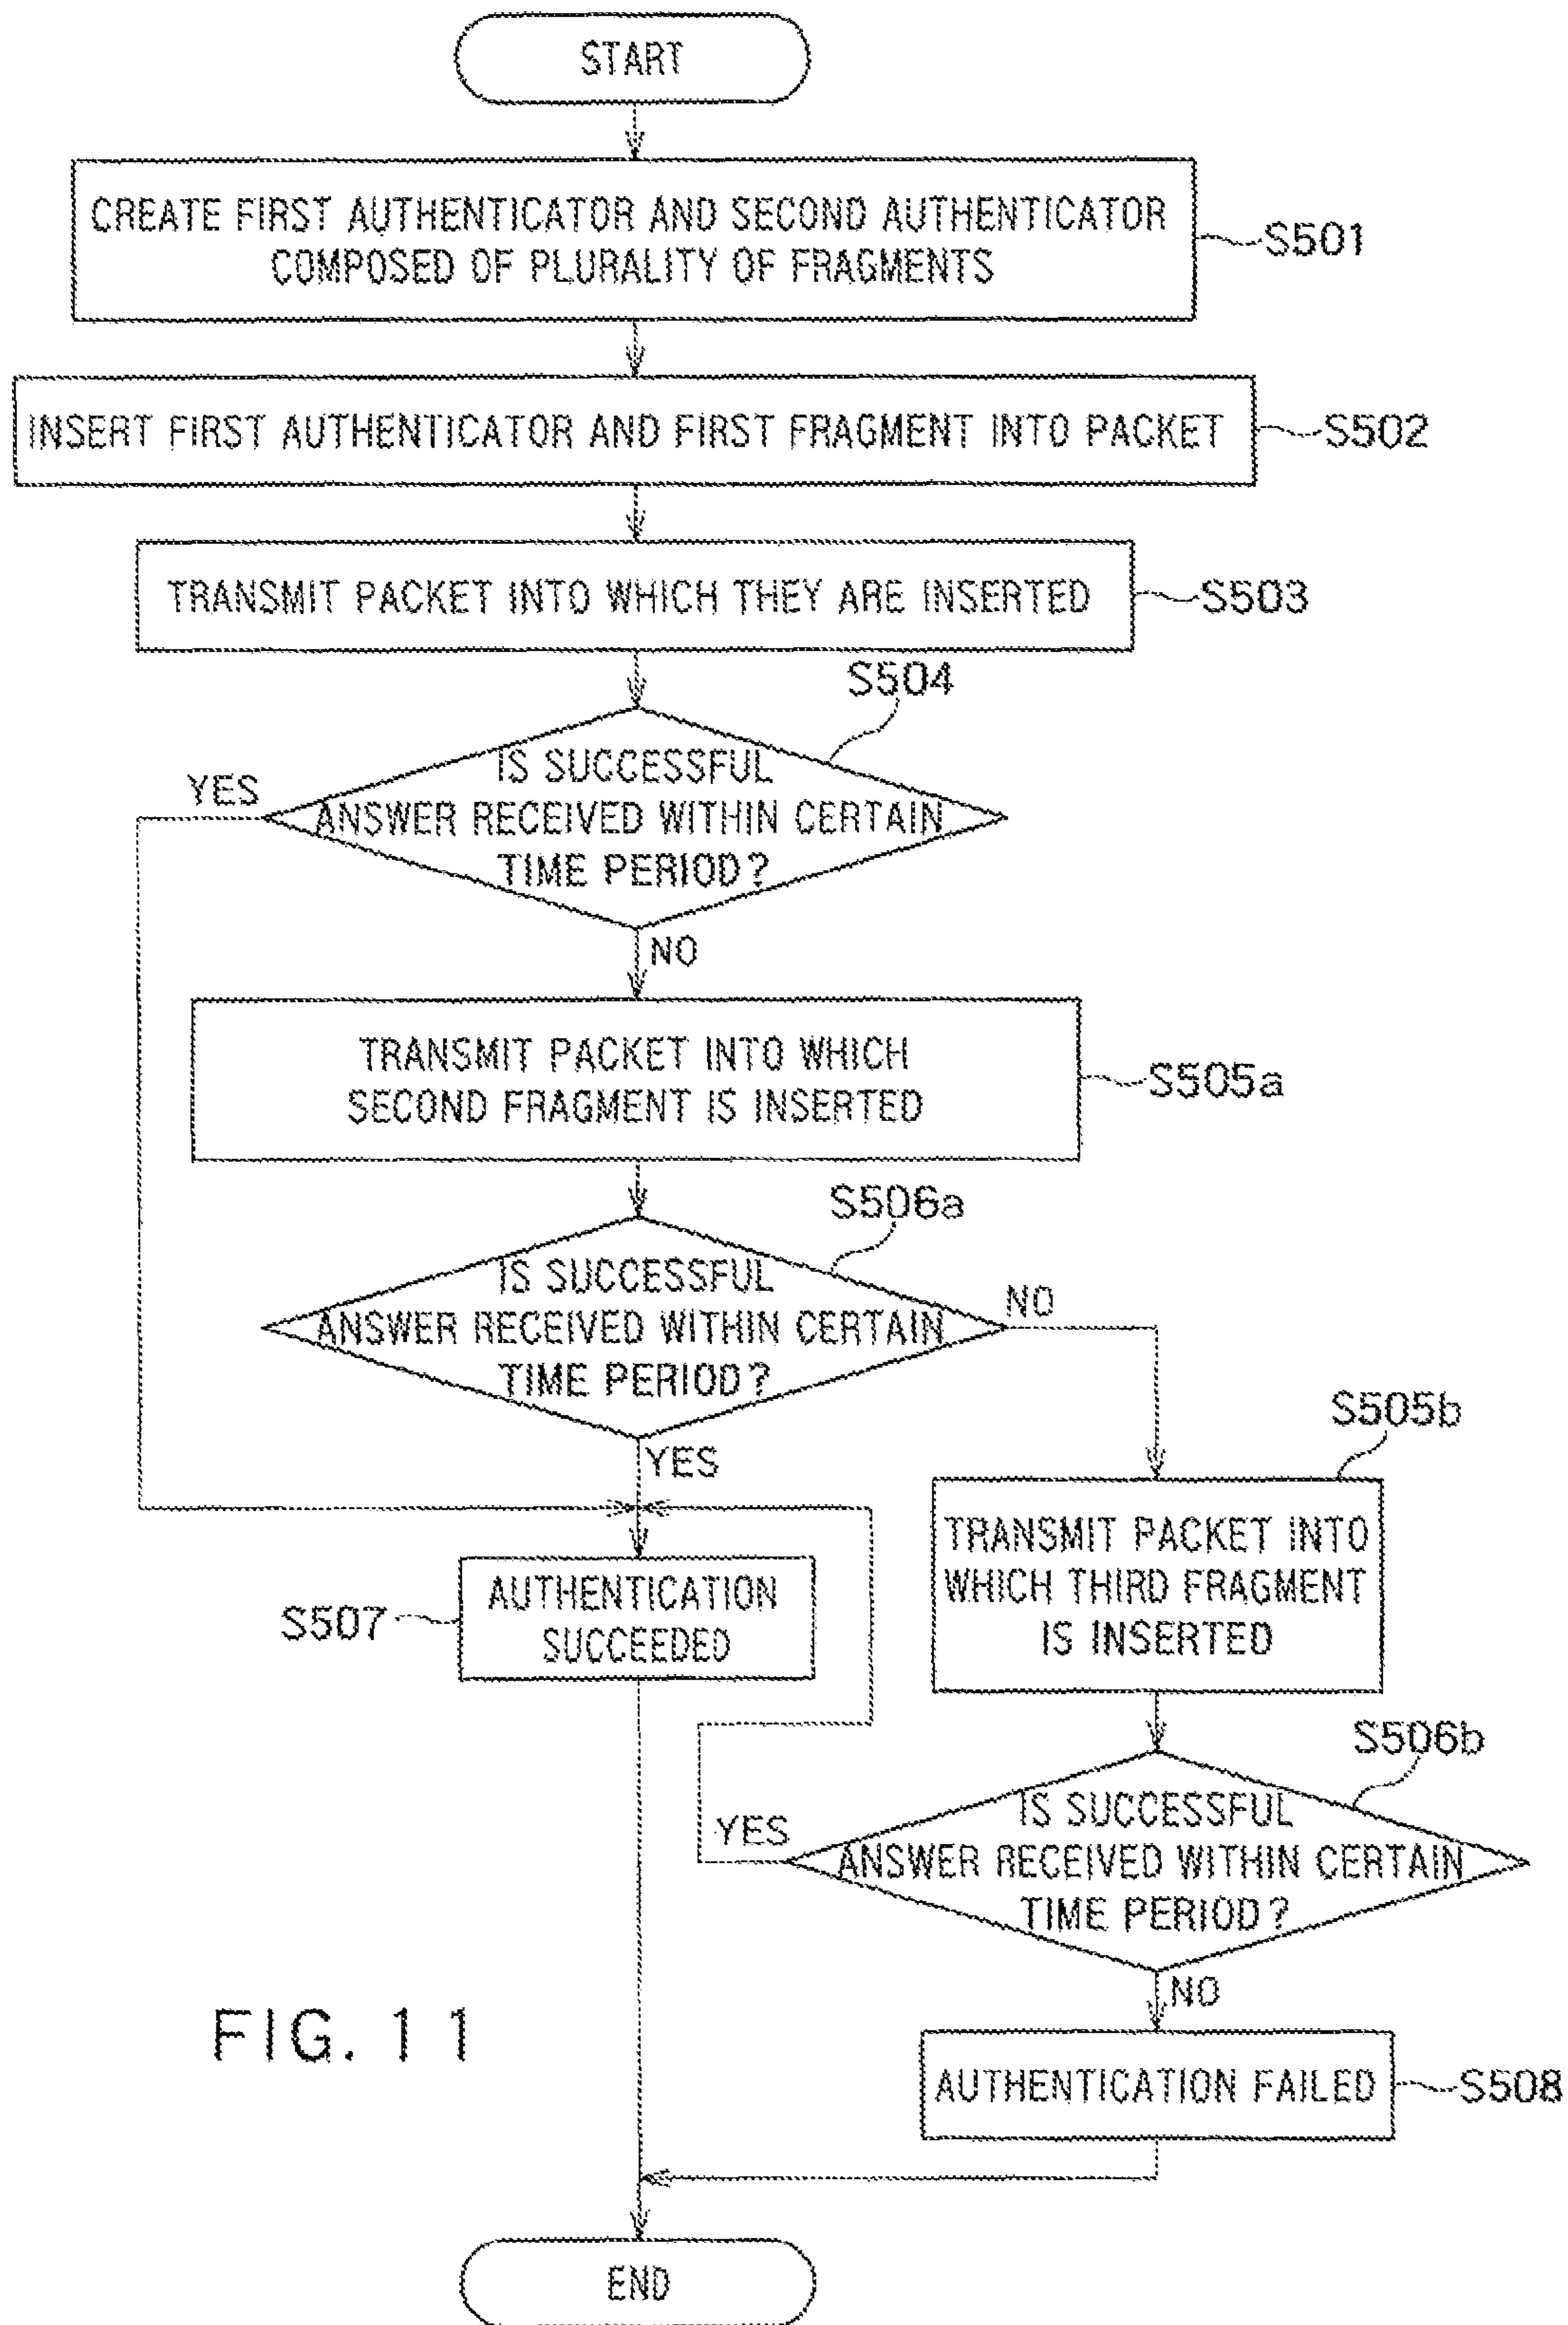 START
CREATE FIRST AUTHENTICATOR AND SECOND AUTHENTICATOR
COMPOSED OF PLURALITY OF FRAGMENTS
S501
INSERT FIRST AUTHENTICATOR AND FIRST FRAGMENT INTO PACKET
S502
TRANSMIT PACKET INTO WHICH THEY ARE INSERTED
S503
S504
IS SUCCESSFUL
ANSWER RECEIVED WITHIN CERTAIN
TIME PERIOD?
YES
NO
TRANSMIT PACKET INTO WHICH
SECOND FRAGMENT IS INSERTED
S505a
S506a
IS SUCCESSFUL
ANSWER RECEIVED WITHIN CERTAIN
TIME PERIOD?
NO
YES
S505b
TRANSMIT PACKET INTO
WHICH THIRD FRAGMENT
IS INSERTED
AUTHENTICATION
SUCCEEDED
S507
S506b
IS SUCCESSFUL
ANSWER RECEIVED WITHIN CERTAIN
TIME PERIOD?
YES
NO
AUTHENTICATION FAILED
S508
FIG. 11
END